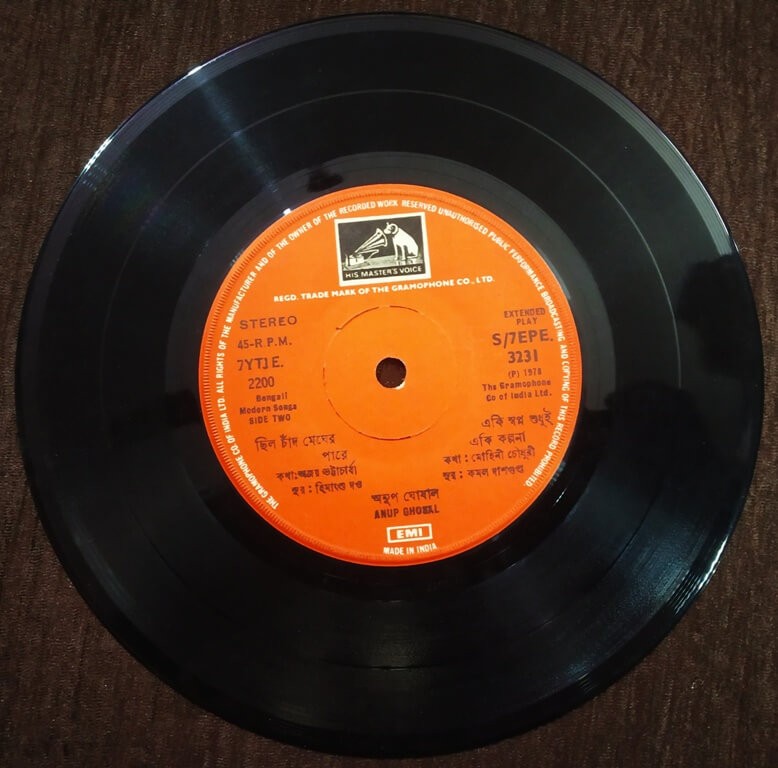 THE GRAMOPHONE CO. OF INDIA LTD. ALL RIGHTS OF THE MANUFACTURER AND OF THE OWNER OF THE RECORDED WORK RESERVED UNAUTHORISED PUBLIC PERFORMANCE BROADCASTING AND COPYING OF THIS RECORD PROHIBITED
HIS MASTER'S VOICE
REGD. TRADE MARK OF THE GRAMOPHONE CO., LTD.
STEREO
45-R P.M.
7YTJ E.
2200
Bengali
Modern Songs
SIDE TWO
EXTENDED
PLAY
S/7EPE.
3231
(P) 1978
The Gramophone
Co of India Ltd.
ছিল চাঁদ মেঘের
পারে
কথা: অজয় ভট্টাচার্য্য
সুর: হিমাংশু দত্ত
একি স্বপ্ন শুধুই
একি কল্পনা
কথা: মোহিনী চৌধুরী
সুর: কমল দাশগুপ্ত
অনুপ ঘোষাল
ANUP GHOSAL
EMI
MADE IN INDIA